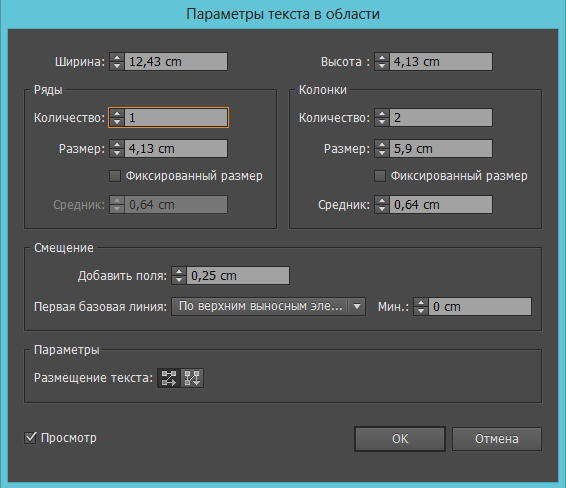 Параметры текста в области
Ширина: 12,43 cm Высота : 4,13 cm
Ряды Колонки
Количество: 1 Количество: 2
Размер: 4,13 cm Размер: 5,9 cm
Фиксированный размер Фиксированный размер
Средник: 0,64 cm Средник: 0,64 cm
Смещение
Добавить поля: 0,25 cm
Первая базовая линия: По верхним выносным эле... Мин.: 0 cm
Параметры
Размещение текста:
Просмотр OK Отмена